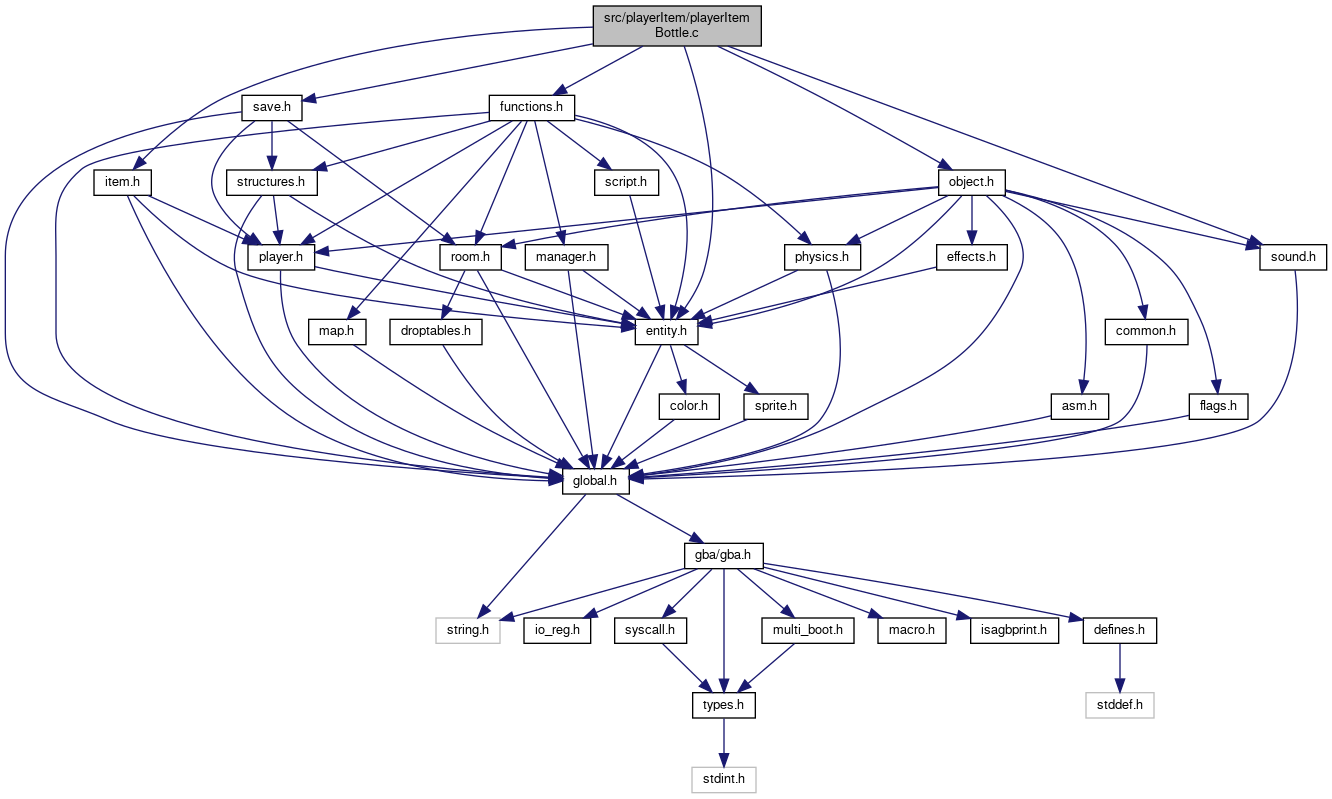 src/playerItem/playerItem
Bottle.c
save.h
functions.h
item.h
structures.h
script.h
object.h
player.h
room.h
manager.h
physics.h
effects.h
sound.h
map.h
droptables.h
entity.h
common.h
color.h
sprite.h
asm.h
flags.h
global.h
gba/gba.h
string.h
io_reg.h
syscall.h
multi_boot.h
macro.h
isagbprint.h
defines.h
types.h
stddef.h
stdint.h